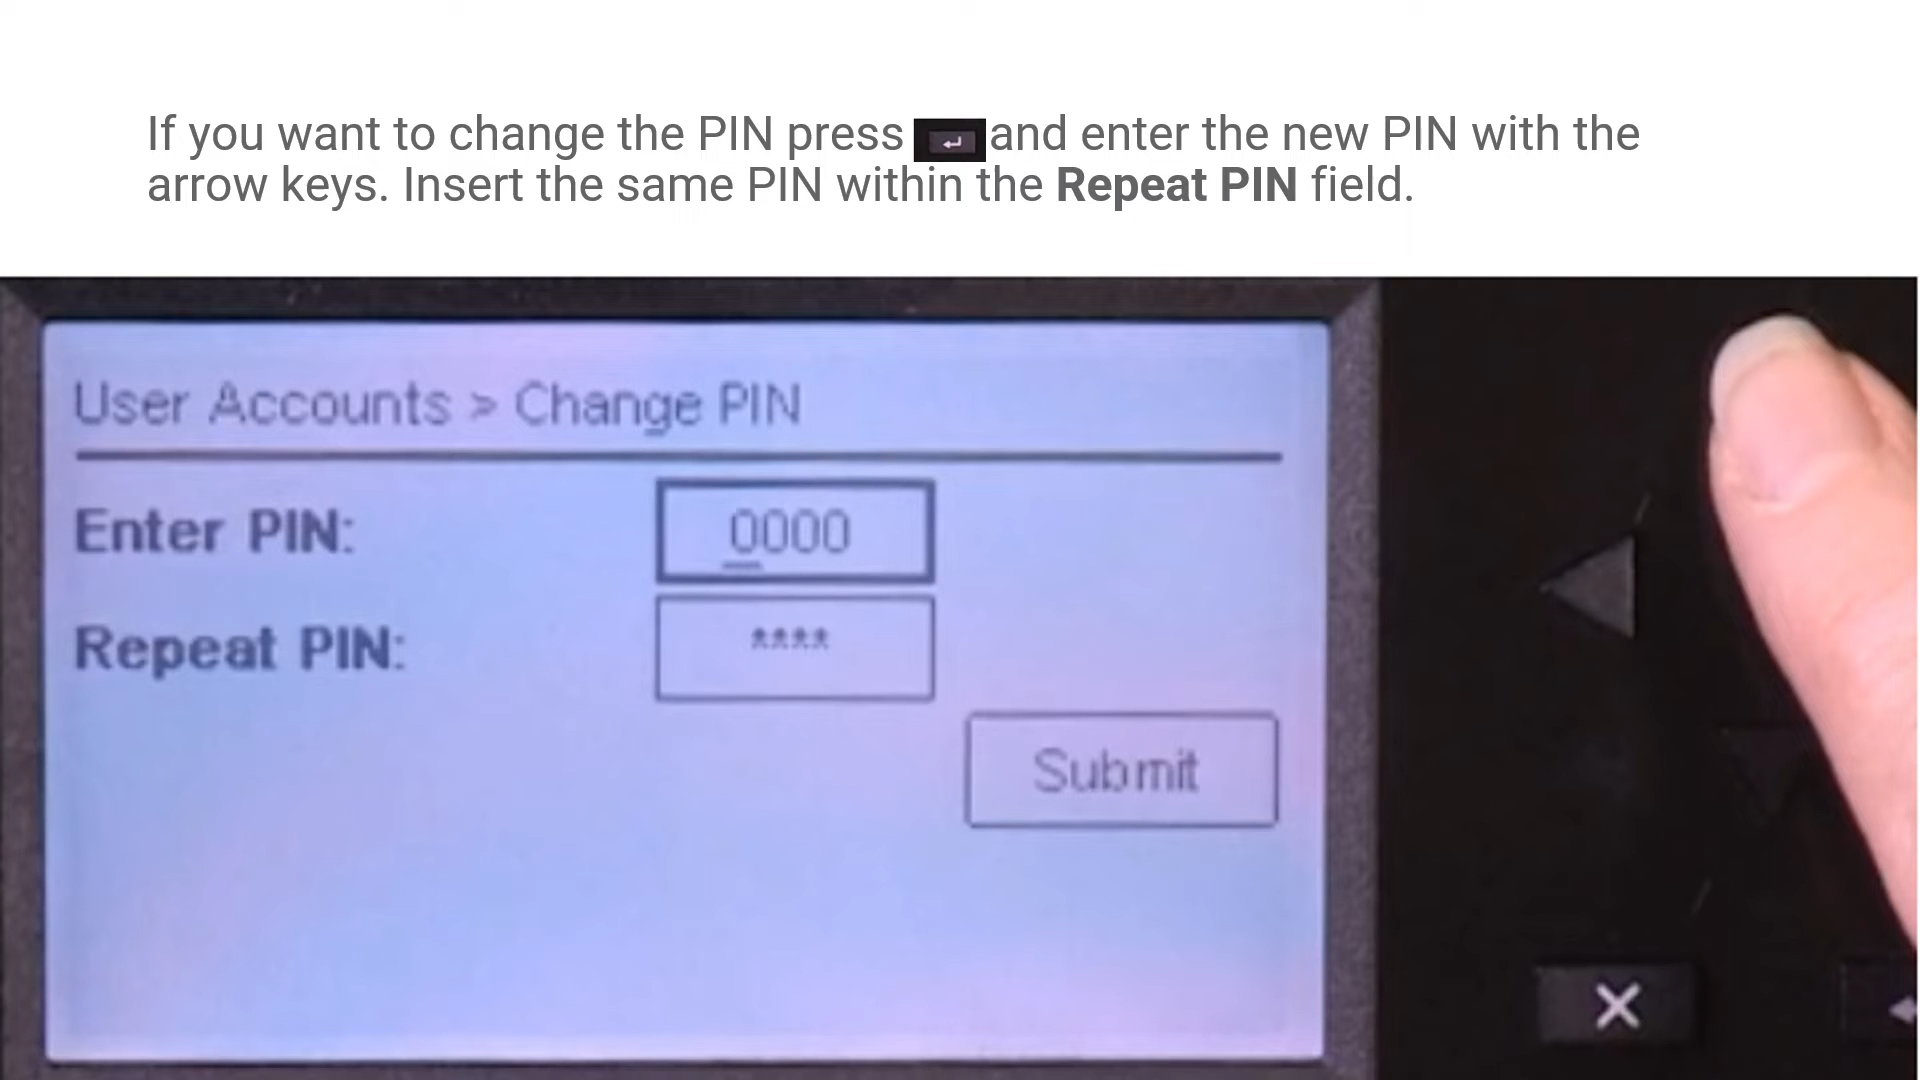 If you want to change the PIN press ↵ and enter the new PIN with the
arrow keys. Insert the same PIN within the Repeat PIN field.
User Accounts > Change PIN
Enter PIN: 0000
Repeat PIN: ****
Submit